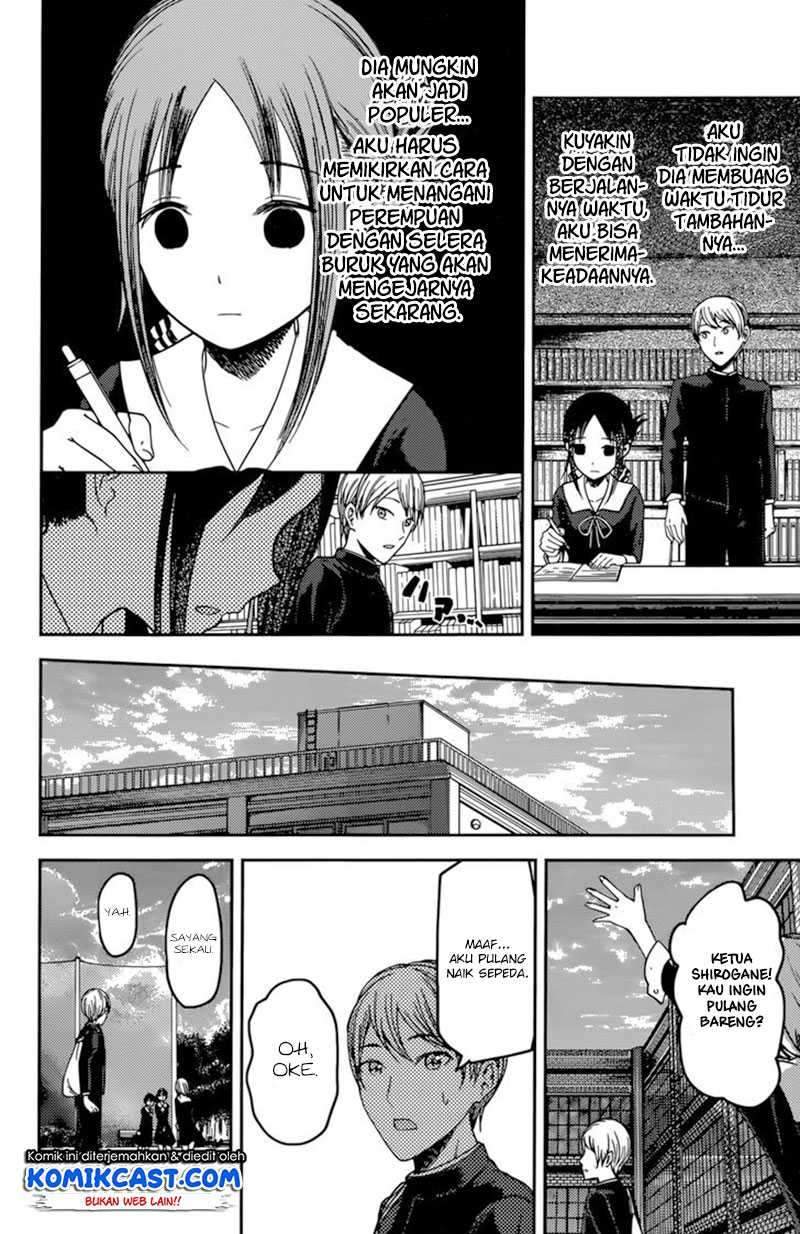 AKU
TIDAK INGIN
DIA MEMBUANG
WAKTU TIDUR
TAMBAHAN-
NYA...
KUYAKIN
DENGAN
BERJALAN-
NYA WAKTU,
AKU BISA
MENERIMA-
KEADAANNYA.
DIA MUNGKIN
AKAN JADI
POPULER...
AKU HARUS
MEMIKIRKAN CARA
UNTUK MENANGANI
PEREMPUAN
DENGAN SELERA
BURUK YANG AKAN
MENGEJARNYA
SEKARANG.
KETUA
SHIROGANE!
KAU INGIN
PULANG
BARENG?
MAAF...
AKU PULANG
NAIK SEPEDA.
OH,
OKE.
SAYANG
SEKALI.
YAH.
Komik ini diterjemahkan & diedit oleh
KOMIKCAST.COM
BUKAN WEB LAIN!!